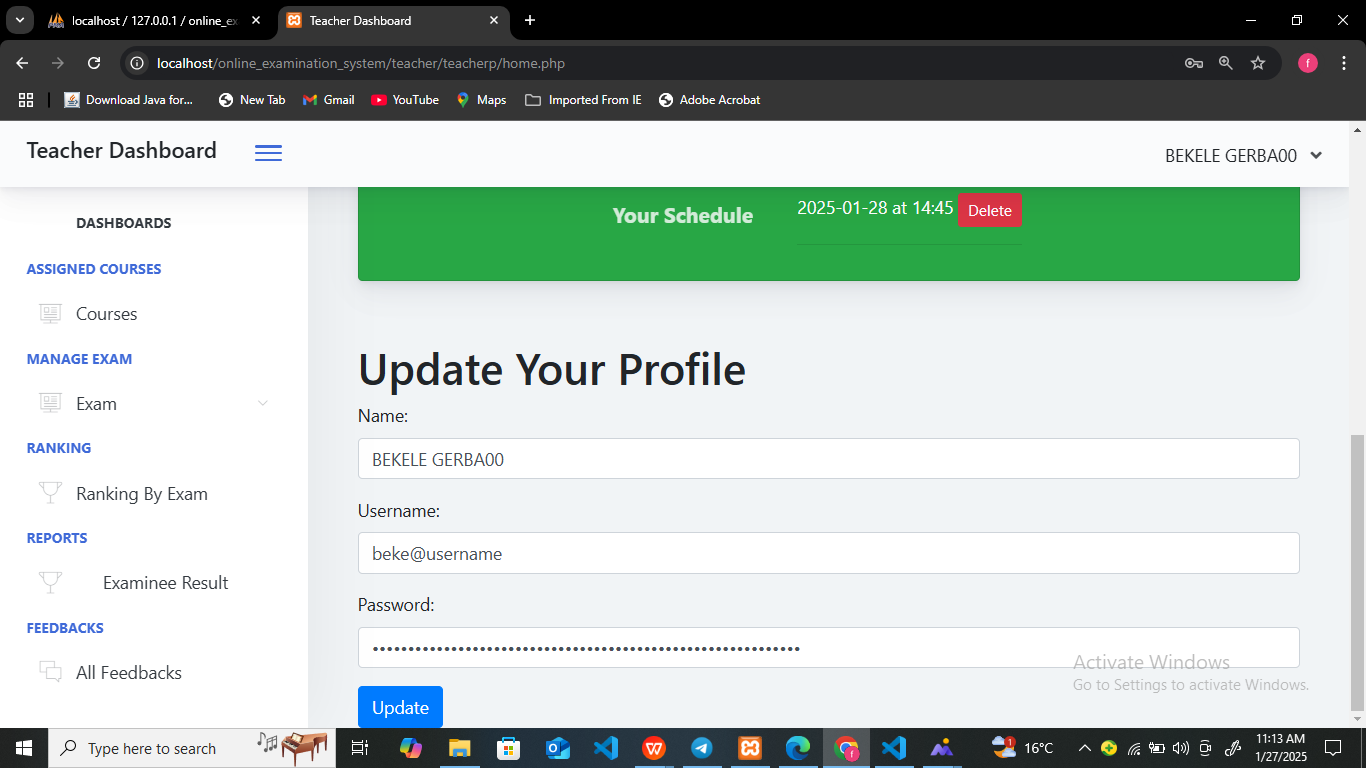 localhost / 127.0.0.1 / online_ex
Teacher Dashboard
localhost/online_examination_system/teacher/teacherp/home.php
f
Download Java for...
New Tab
Gmail
YouTube
Maps
Imported From IE
Adobe Acrobat
Teacher Dashboard
BEKELE GERBA00
DASHBOARDS
ASSIGNED COURSES
Courses
MANAGE EXAM
Exam
RANKING
Ranking By Exam
REPORTS
Examinee Result
FEEDBACKS
All Feedbacks
Your Schedule
2025-01-28 at 14:45
Delete
Update Your Profile
Name:
BEKELE GERBA00
Username:
beke@username
Password:
Update
Activate Windows
Go to Settings to activate Windows.
Type here to search
16°C
11:13 AM
1/27/2025